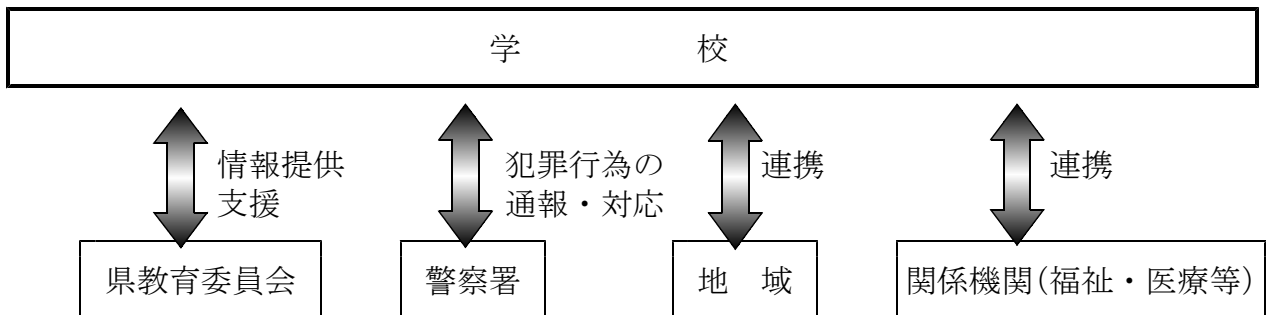 学　　　　　校
情報提供
支援
犯罪行為の
通報・対応
連携
連携
県教育委員会
警察署
地　域
関係機関(福祉・医療等)